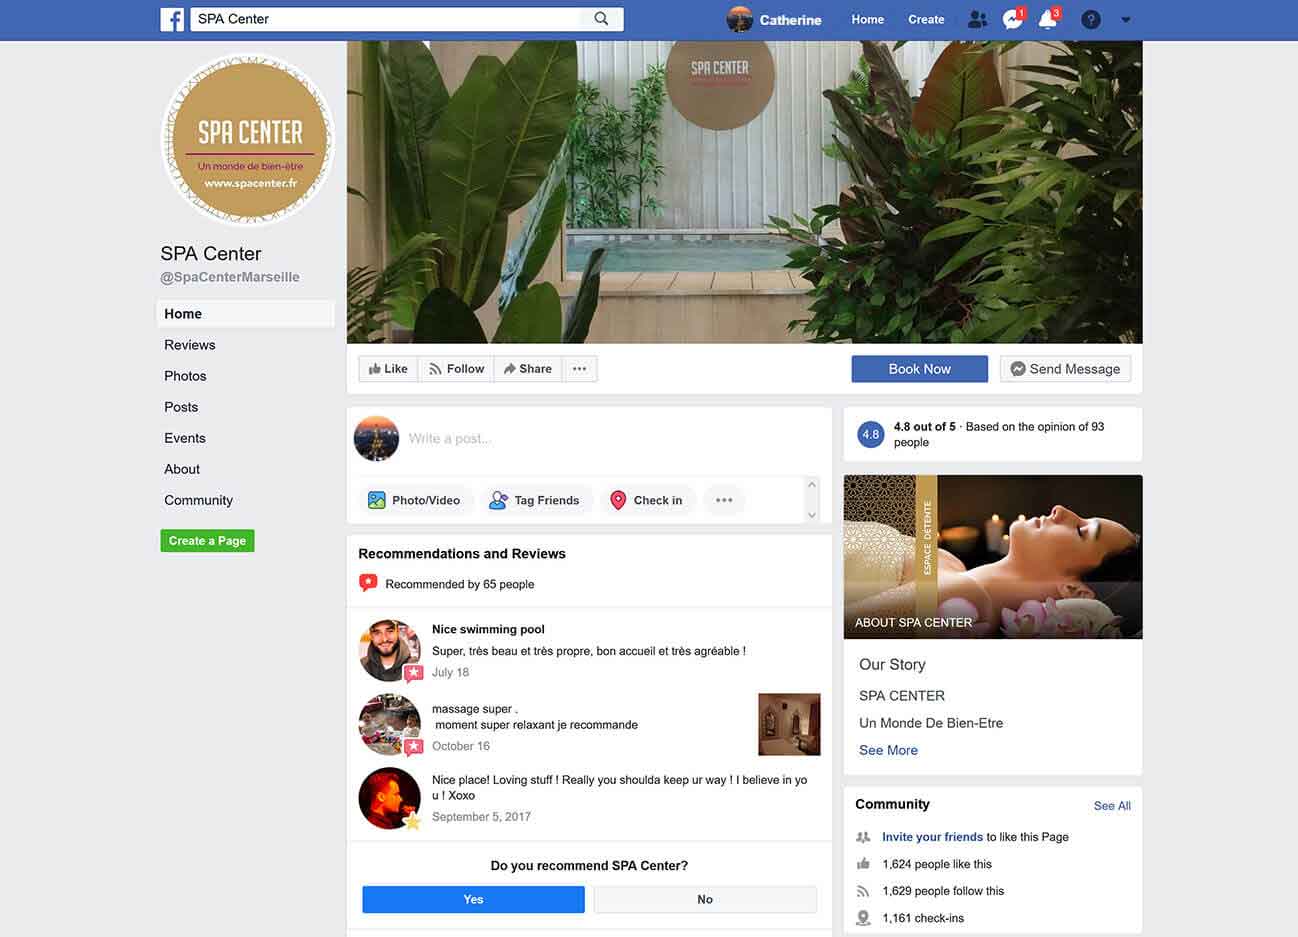 SPA Center
Catherine
Home
Create
1
3
SPA CENTER
Un monde de bien-être
www.spacenter.fr
SPA CENTER
SPA Center
@SpaCenterMarseille
Home
Reviews
Photos
Posts
Events
About
Community
Create a Page
Like
Follow
Share
Book Now
Send Message
Write a post...
Photo/Video
Tag Friends
Check in
Recommendations and Reviews
Recommended by 65 people
Nice swimming pool
Super, très beau et très propre, bon accueil et très agréable !
July 18
massage super .
moment super relaxant je recommande
October 16
Nice place! Loving stuff ! Really you shoulda keep ur way ! I believe in yo
u ! Xoxo
September 5, 2017
Do you recommend SPA Center?
Yes
No
4.8
4.8 out of 5 · Based on the opinion of 93
people
ESPACE DÉTENTE
ABOUT SPA CENTER
Our Story
SPA CENTER
Un Monde De Bien-Etre
See More
Community
See All
Invite your friends to like this Page
1,624 people like this
1,629 people follow this
1,161 check-ins